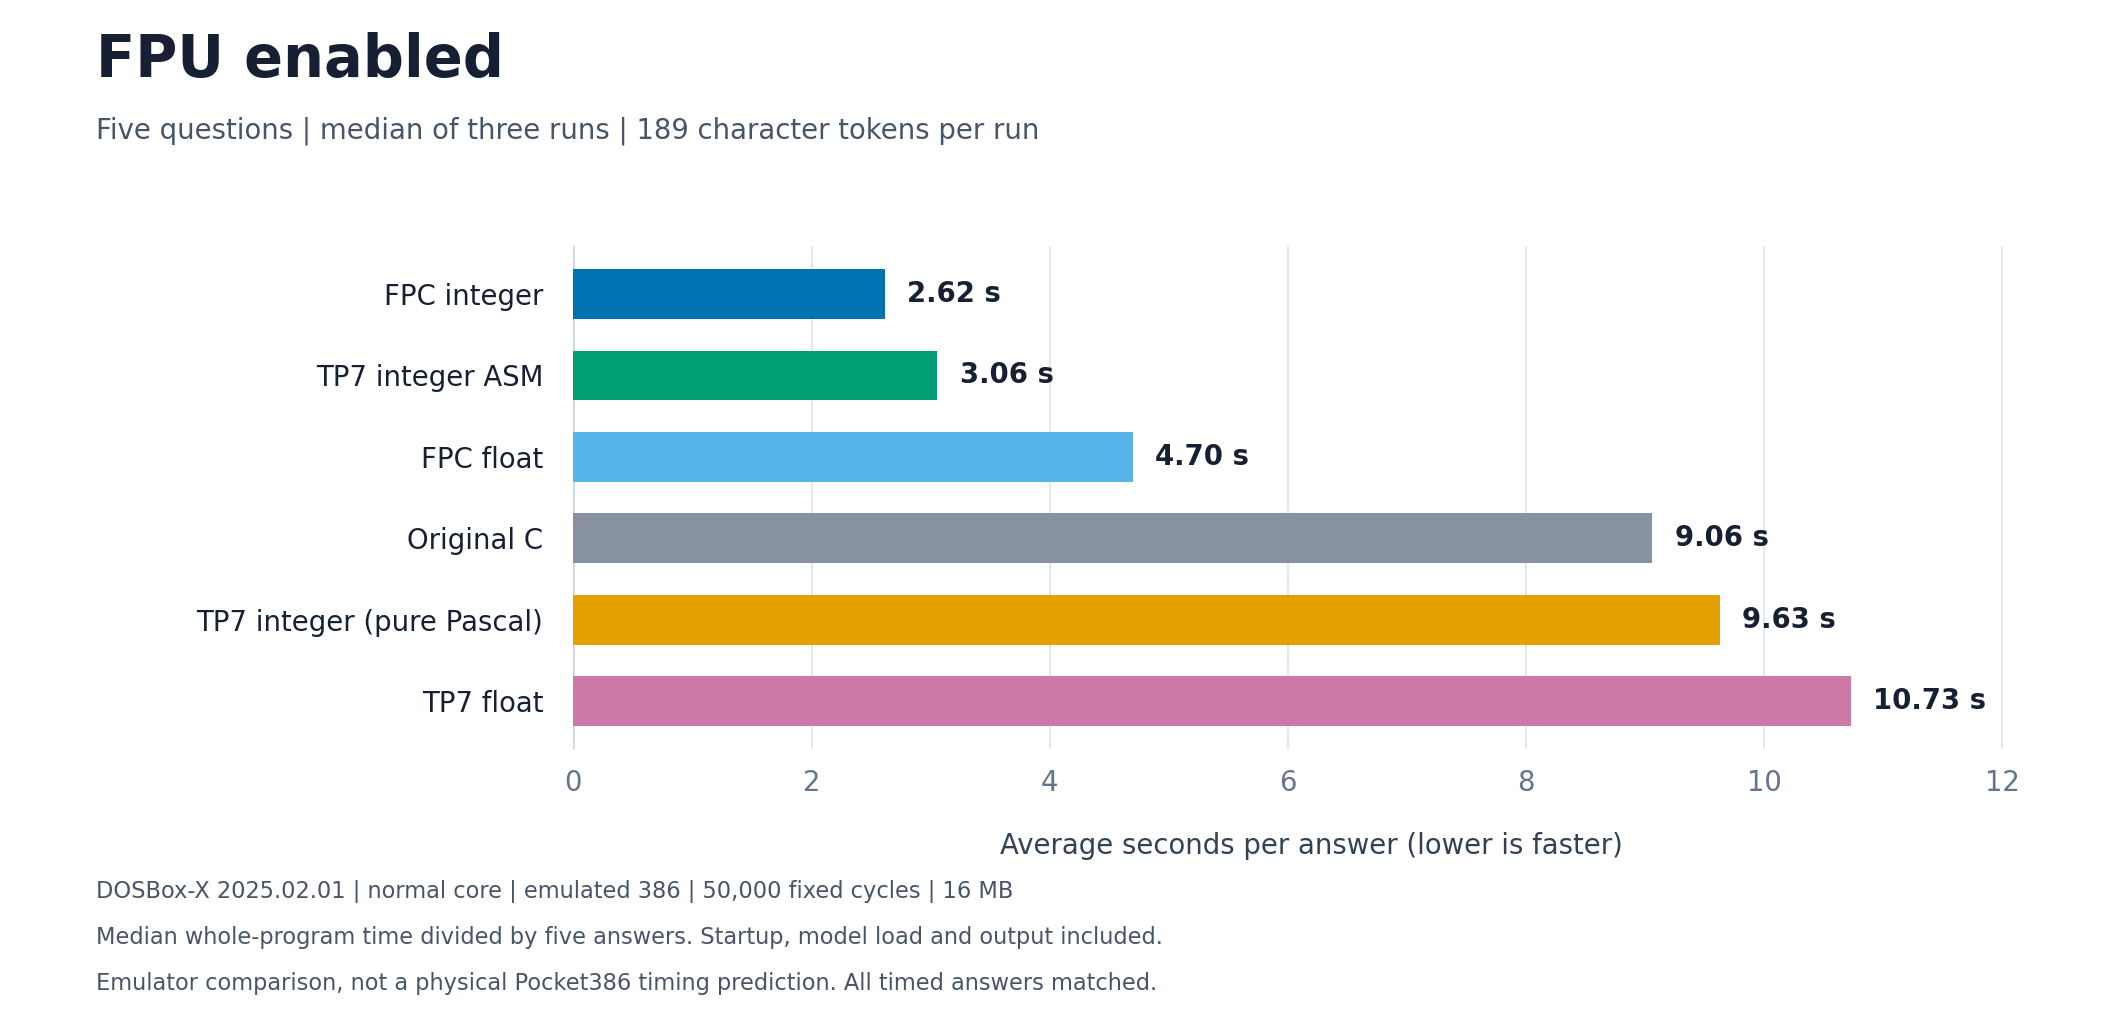 FPU enabled
Five questions | median of three runs | 189 character tokens per run
FPC integer
2.62 s
TP7 integer ASM
3.06 s
FPC float
4.70 s
Original C
9.06 s
TP7 integer (pure Pascal)
9.63 s
TP7 float
10.73 s
0 2 4 6 8 10 12
Average seconds per answer (lower is faster)
DOSBox-X 2025.02.01 | normal core | emulated 386 | 50,000 fixed cycles | 16 MB
Median whole-program time divided by five answers. Startup, model load and output included.
Emulator comparison, not a physical Pocket386 timing prediction. All timed answers matched.